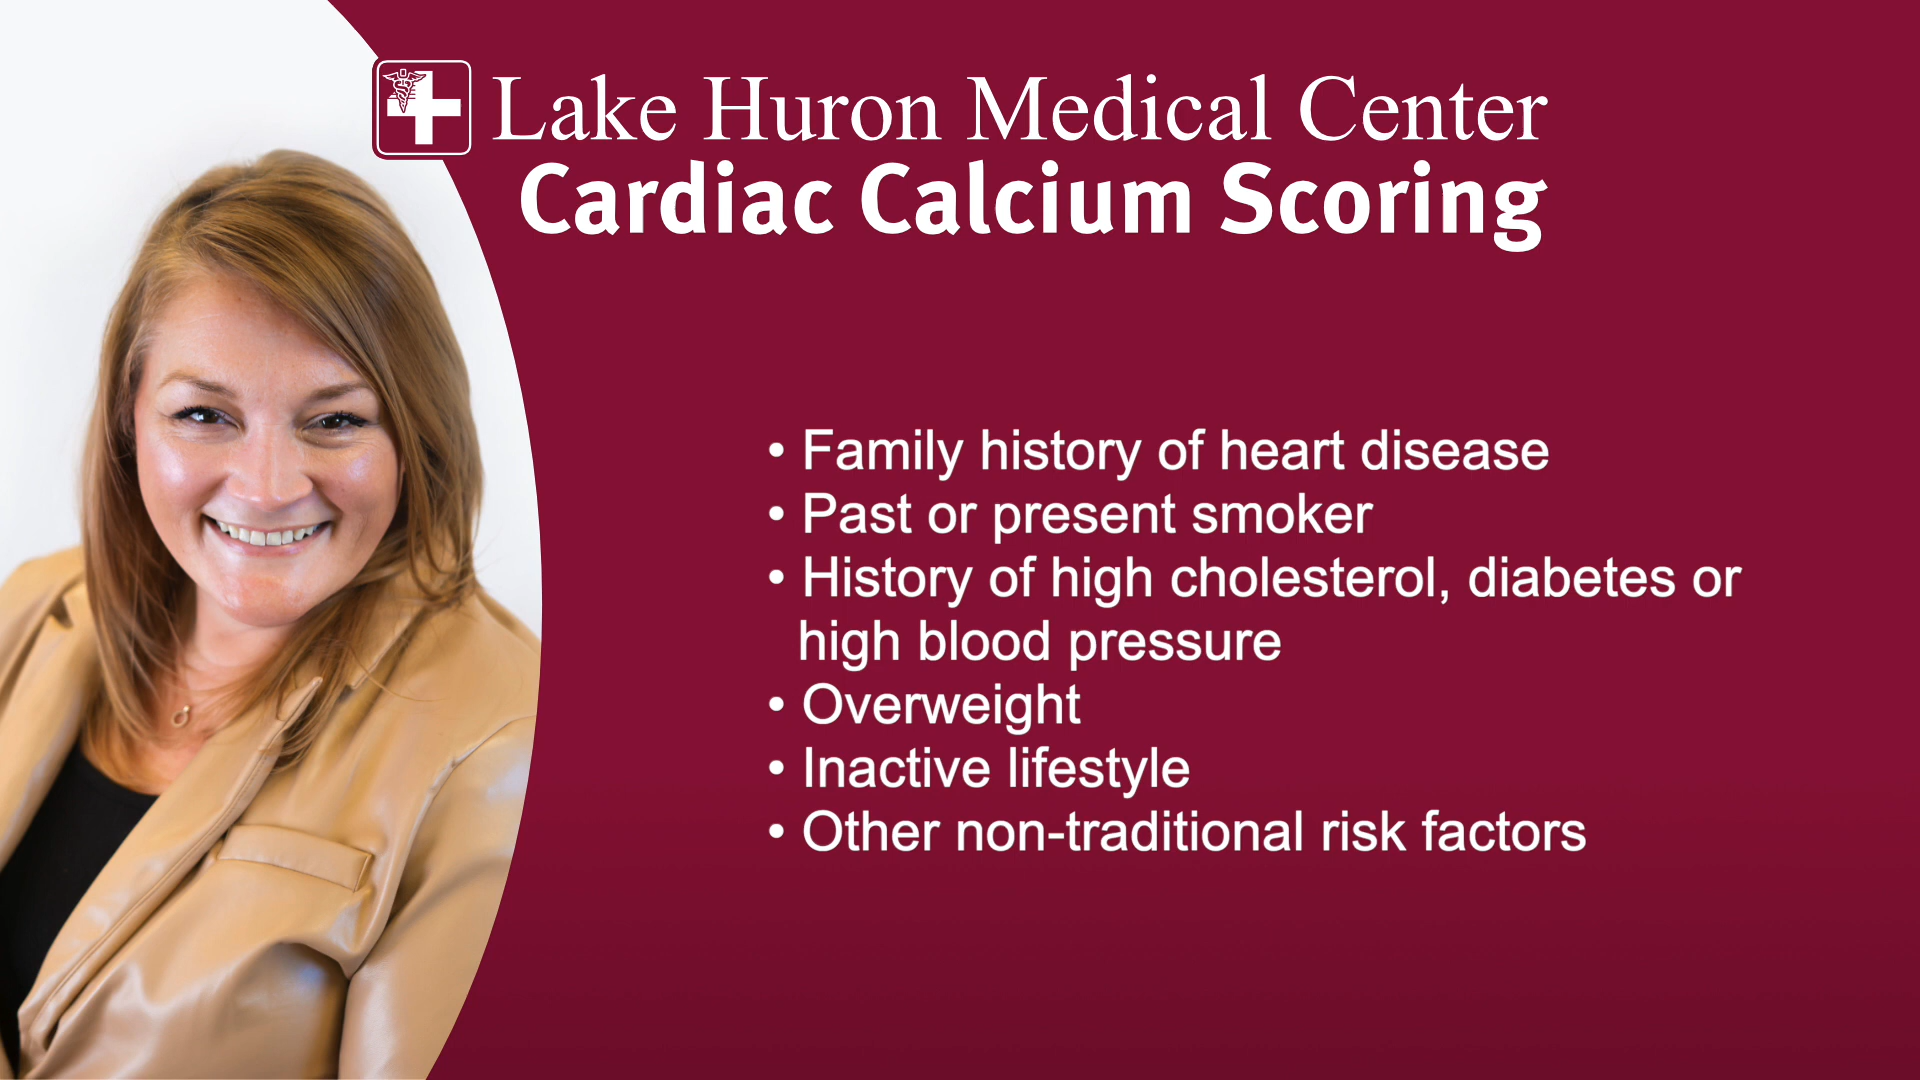 Lake Huron Medical Center
Cardiac Calcium Scoring
• Family history of heart disease
• Past or present smoker
• History of high cholesterol, diabetes or
high blood pressure
• Overweight
• Inactive lifestyle
• Other non-traditional risk factors